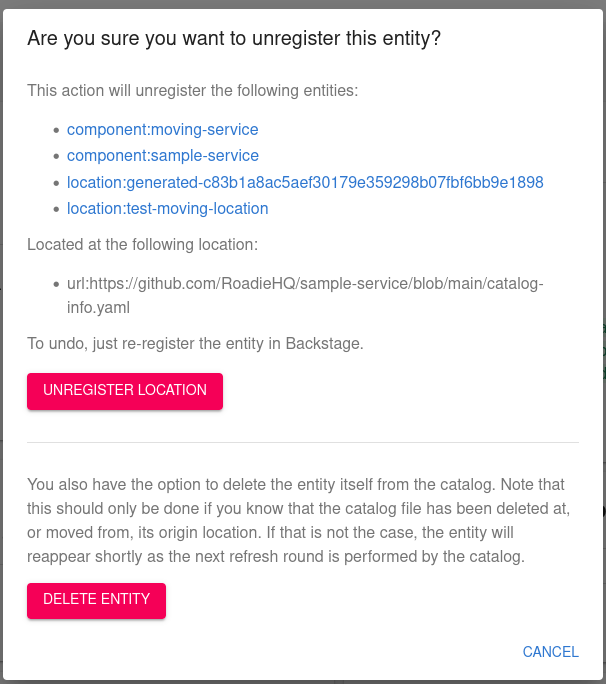 Are you sure you want to unregister this entity?
This action will unregister the following entities:
component:moving-service
component:sample-service
location:generated-c83b1a8ac5aef30179e359298b07fbf6bb9e1898
location:test-moving-location
Located at the following location:
url:https://github.com/RoadieHQ/sample-service/blob/main/catalog-
info.yaml
To undo, just re-register the entity in Backstage.
UNREGISTER LOCATION
You also have the option to delete the entity itself from the catalog. Note that
this should only be done if you know that the catalog file has been deleted at,
or moved from, its origin location. If that is not the case, the entity will
reappear shortly as the next refresh round is performed by the catalog.
DELETE ENTITY
CANCEL